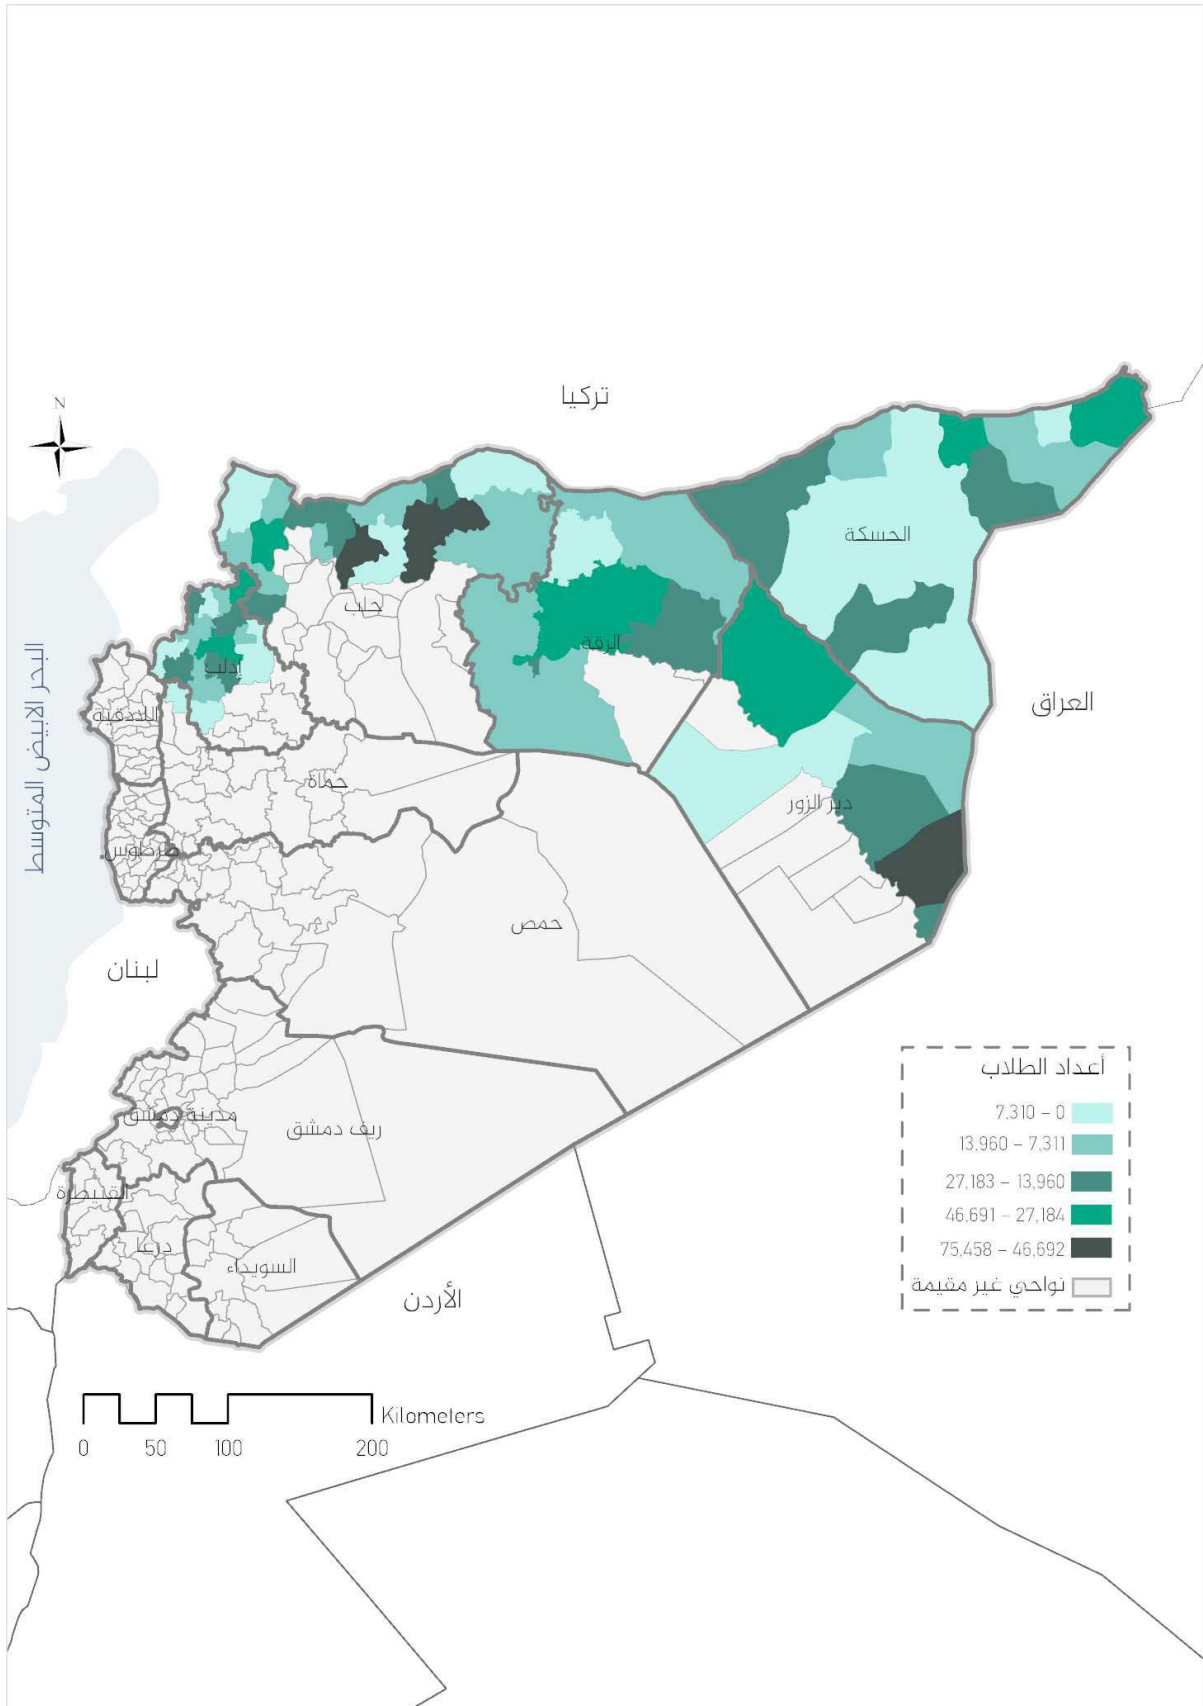 تركيا
N
الحسكة
حلب
الرقة
إدلب
العراق
اللاذقية
البحر الابيض المتوسط
حماة
دير الزور
طرطوس
حمص
لبنان
أعداد الطلاب
7,310 – 0
13,960 – 7,311
27,183 – 13,960
46,691 – 27,184
75,458 – 46,692
نواحي غير مقيمة
مدينة دمشق
ريف دمشق
القنيطرة
درعا
السويداء
الأردن
Kilometers
0 50 100 200